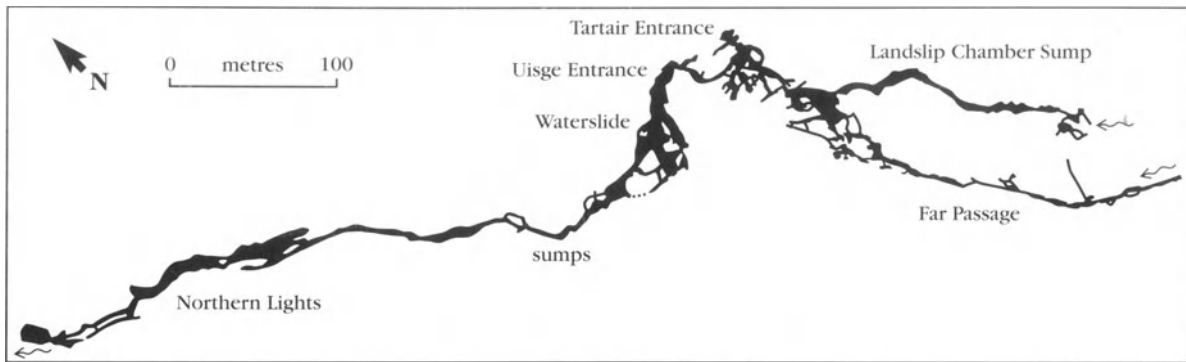 Tartair Entrance
Landslip Chamber Sump
0 metres 100
N
Uisge Entrance
Waterslide
Far Passage
sumps
Northern Lights